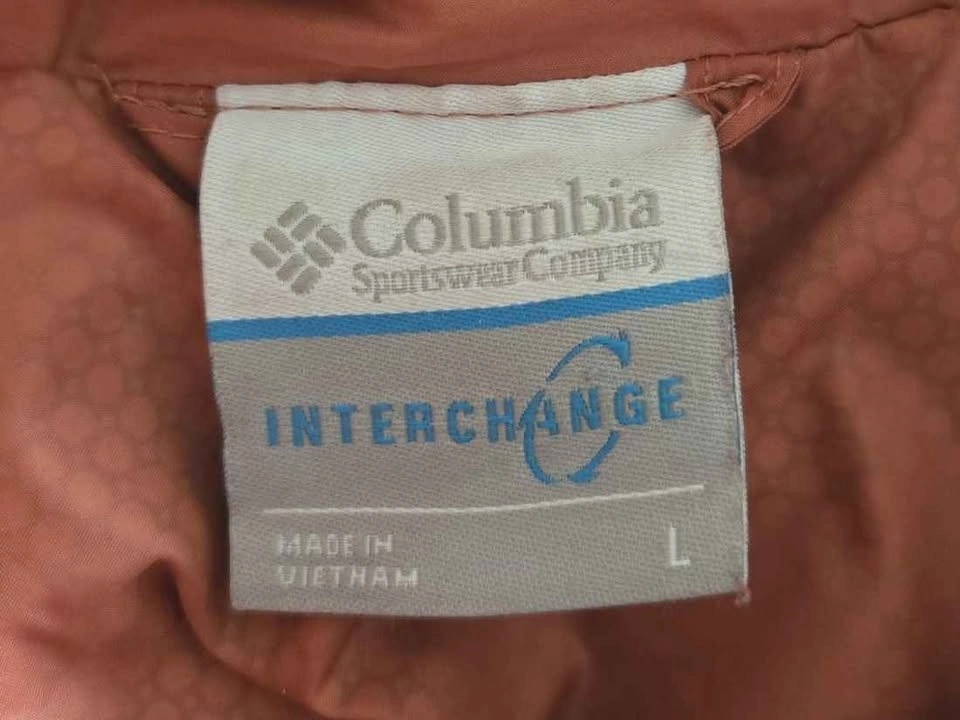 Columbia
Sportswear Company
INTERCHANGE
MADE IN
VIETNAM
L